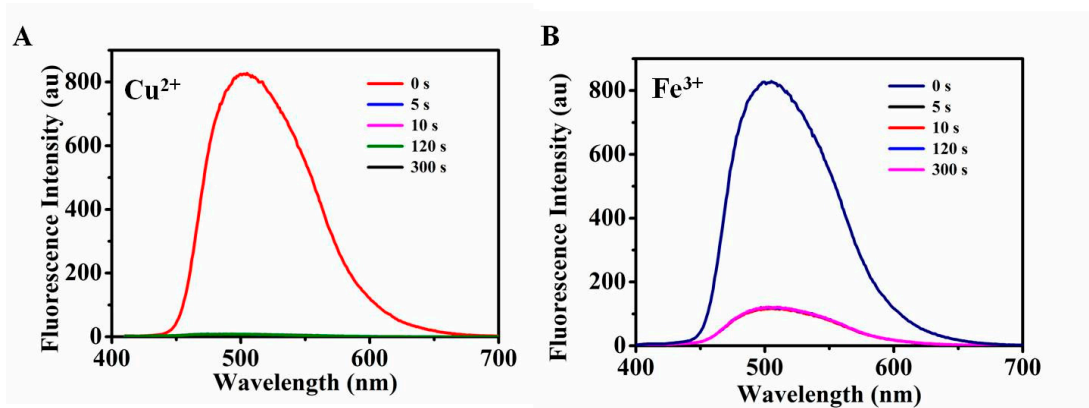 A
Cu²⁺
0 s
5 s
10 s
120 s
300 s
800
600
400
200
0
Fluorescence Intensity (au)
500
600
700
Wavelength (nm)
B
Fe³⁺
0 s
5 s
10 s
120 s
300 s
800
600
400
200
0
Fluorescence Intensity (au)
400
500
600
700
Wavelength (nm)